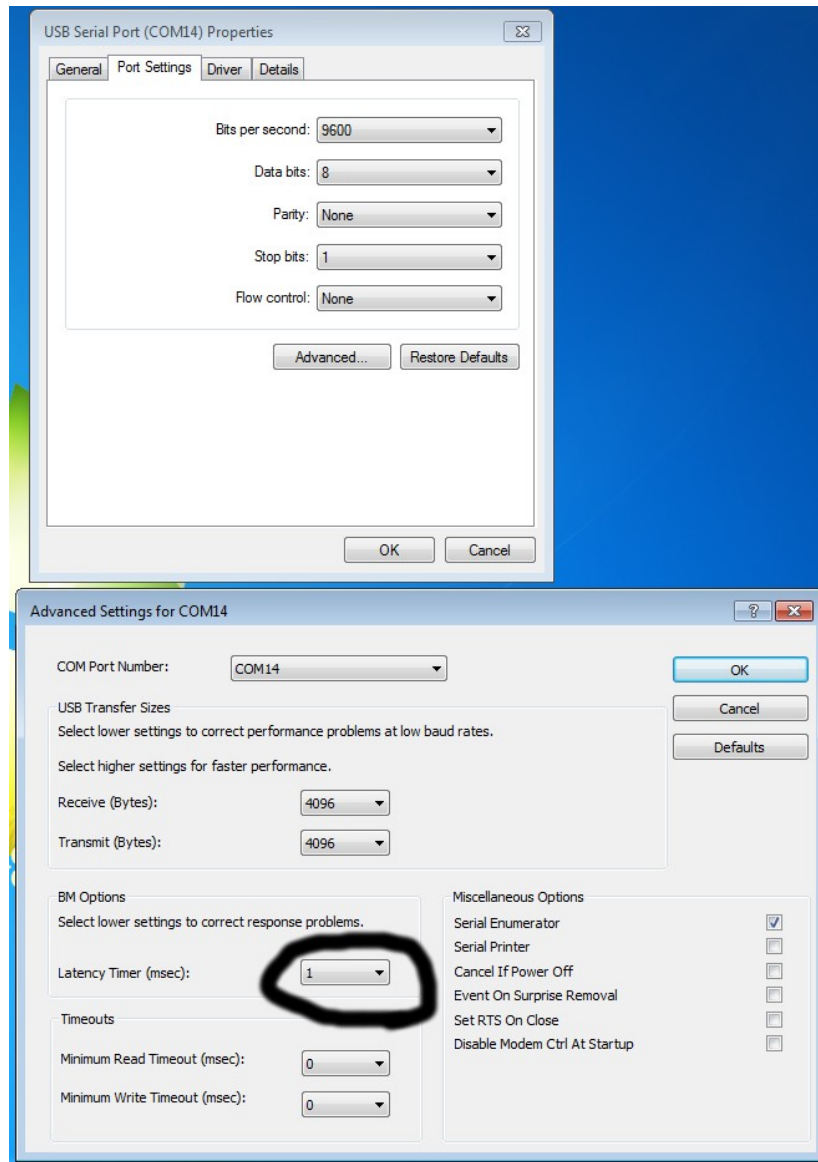 USB Serial Port (COM14) Properties
General Port Settings Driver Details
Bits per second: 9600
Data bits: 8
Parity: None
Stop bits: 1
Flow control: None
Advanced... Restore Defaults
OK Cancel
Advanced Settings for COM14
COM Port Number: COM14
OK
USB Transfer Sizes
Cancel
Select lower settings to correct performance problems at low baud rates.
Defaults
Select higher settings for faster performance.
Receive (Bytes): 4096
Transmit (Bytes): 4096
BM Options
Select lower settings to correct response problems.
Latency Timer (msec): 1
Timeouts
Minimum Read Timeout (msec): 0
Minimum Write Timeout (msec): 0
Miscellaneous Options
Serial Enumerator
Serial Printer
Cancel If Power Off
Event On Surprise Removal
Set RTS On Close
Disable Modem Ctrl At Startup